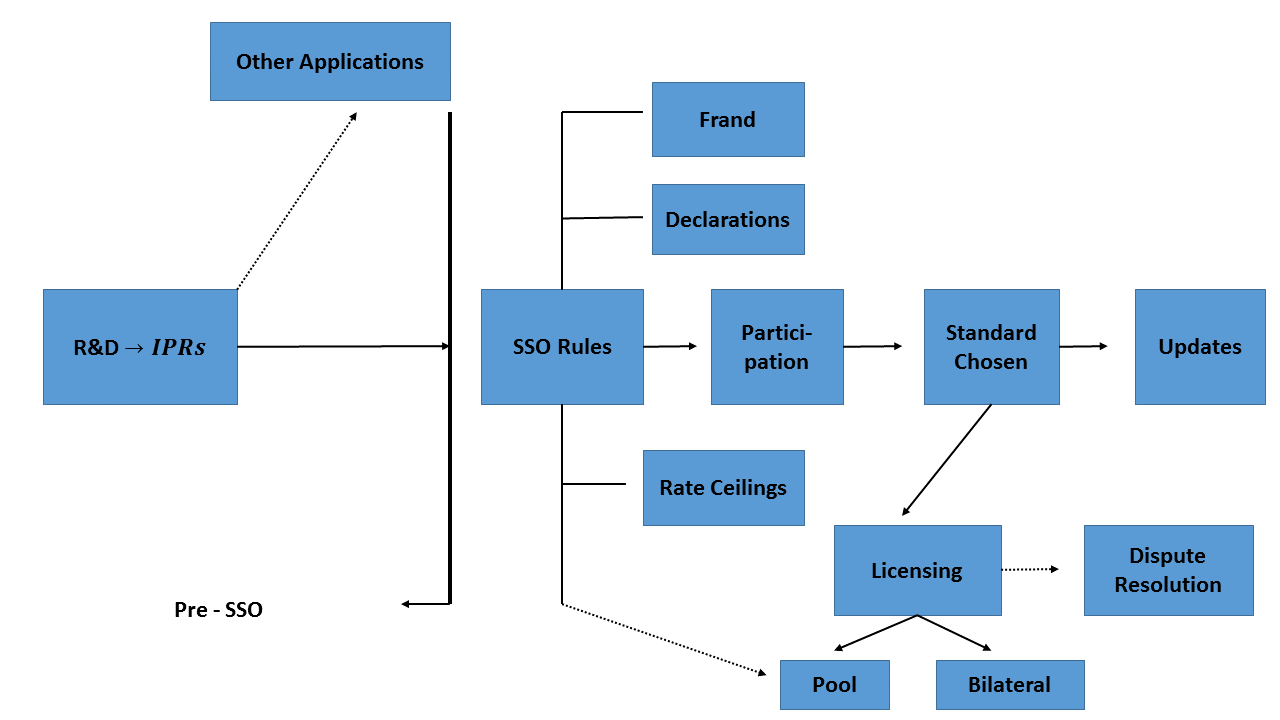 Other Applications
Frand
Declarations
R&D → IPRs
SSO Rules
Partici-
pation
Standard
Chosen
Updates
Rate Ceilings
Licensing
Dispute
Resolution
Pre - SSO
Pool
Bilateral